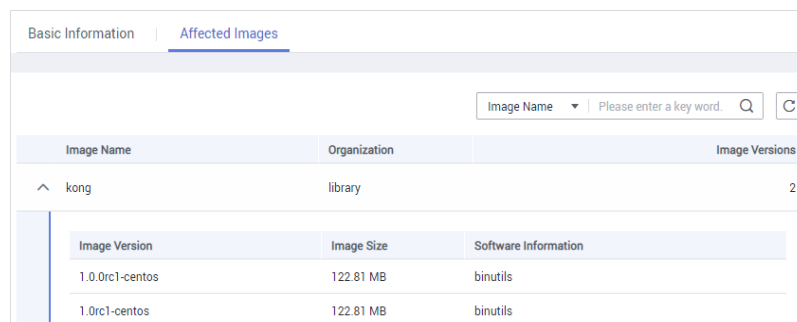 Basic Information | Affected Images
Image Name Please enter a key word.
Image Name Organization Image Versions
kong library 2
Image Version Image Size Software Information
1.0.0rc1-centos 122.81 MB binutils
1.0rc1-centos 122.81 MB binutils